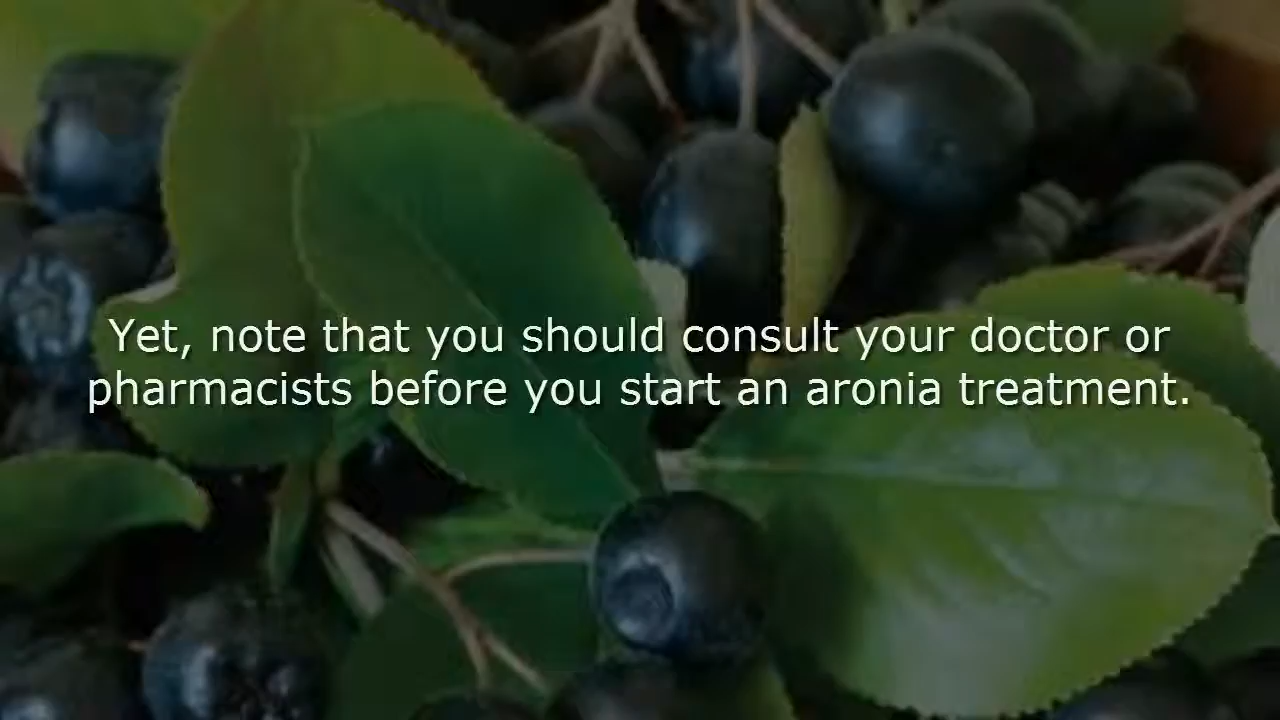 Yet, note that you should consult your doctor or
pharmacists before you start an aronia treatment.